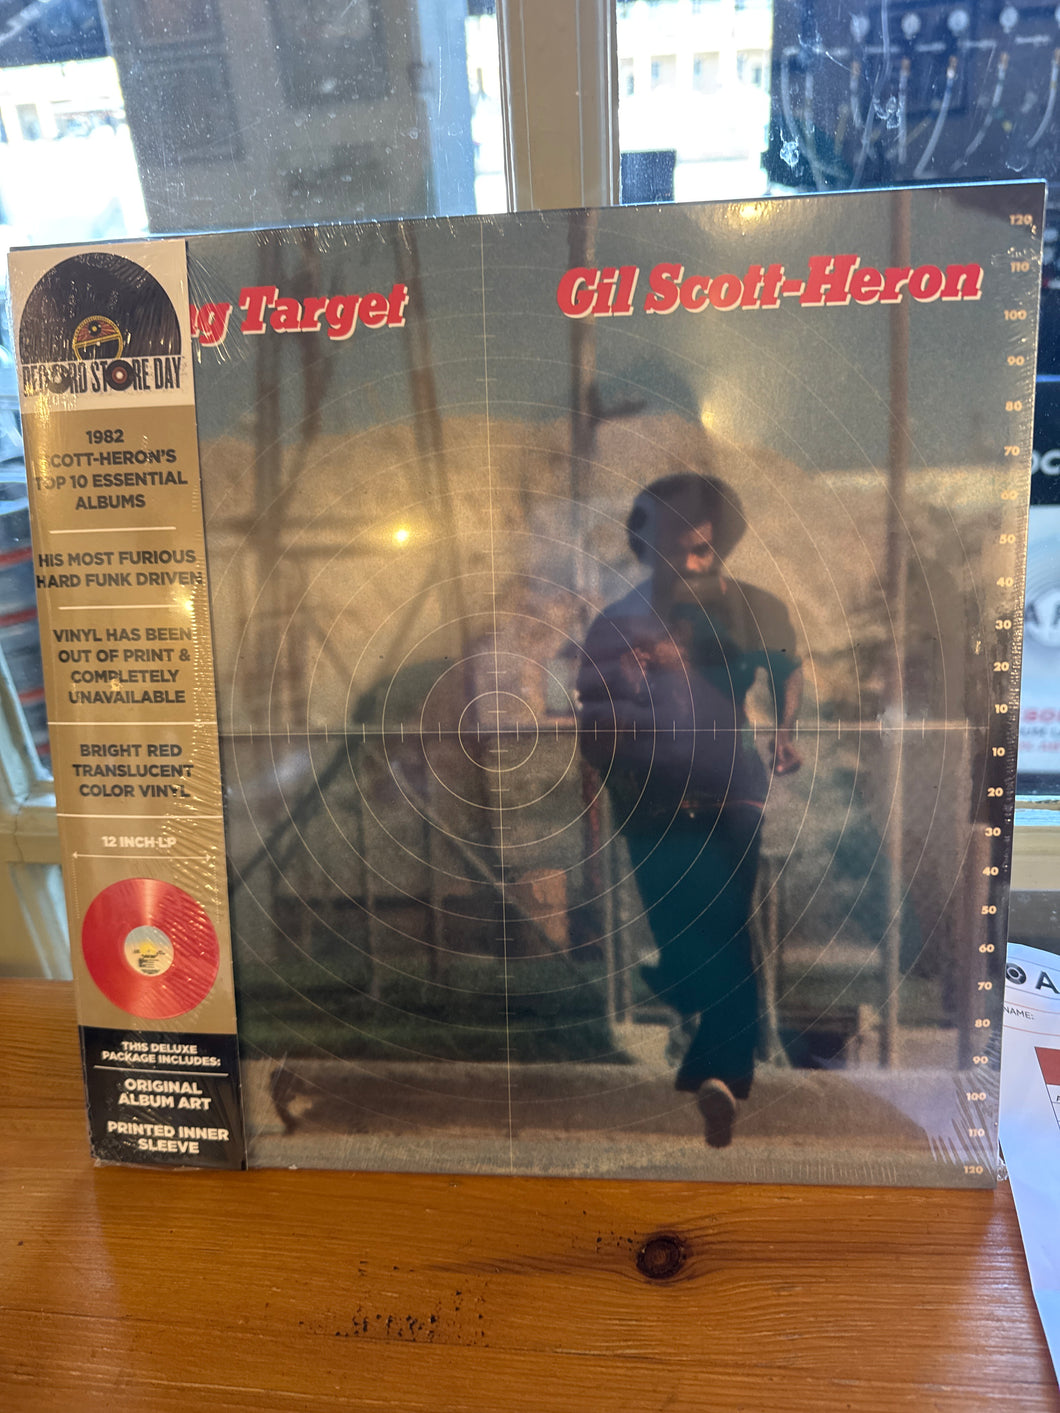 ng Target
Gil Scott-Heron
RECORD STORE DAY
1982
SCOTT-HERON'S
TOP 10 ESSENTIAL
ALBUMS
HIS MOST FURIOUS
HARD FUNK DRIVEN
VINYL HAS BEEN
OUT OF PRINT &
COMPLETELY
UNAVAILABLE
BRIGHT RED
TRANSLUCENT
COLOR VINYL
12 INCH LP
THIS DELUXE
PACKAGE INCLUDES:
ORIGINAL
ALBUM ART
PRINTED INNER
SLEEVE
120
110
100
90
80
70
60
50
40
30
20
10
10
20
30
40
50
60
70
80
90
100
110
120
NAME: